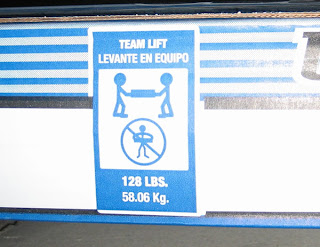 TEAM LIFT
LEVANTE EN EQUIPO
128 LBS.
58.06 Kg.